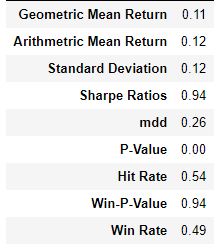 Geometric Mean Return 0.11
Arithmetic Mean Return 0.12
Standard Deviation 0.12
Sharpe Ratios 0.94
mdd 0.26
P-Value 0.00
Hit Rate 0.54
Win-P-Value 0.94
Win Rate 0.49